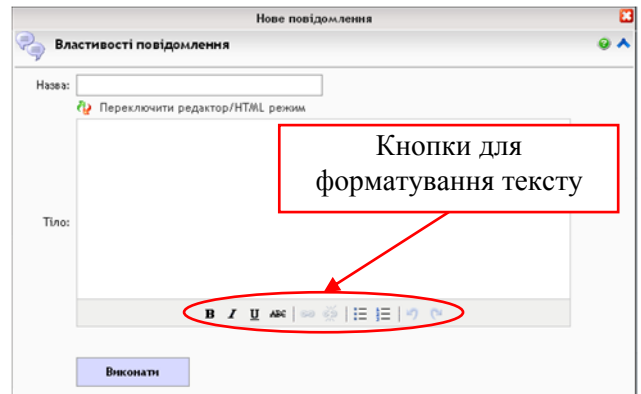 Нове повідомлення
Властивості повідомлення
Назва:
Переключити редактор/HTML режим
Кнопки для
форматування тексту
Тіло:
B I U ABC
Виконати